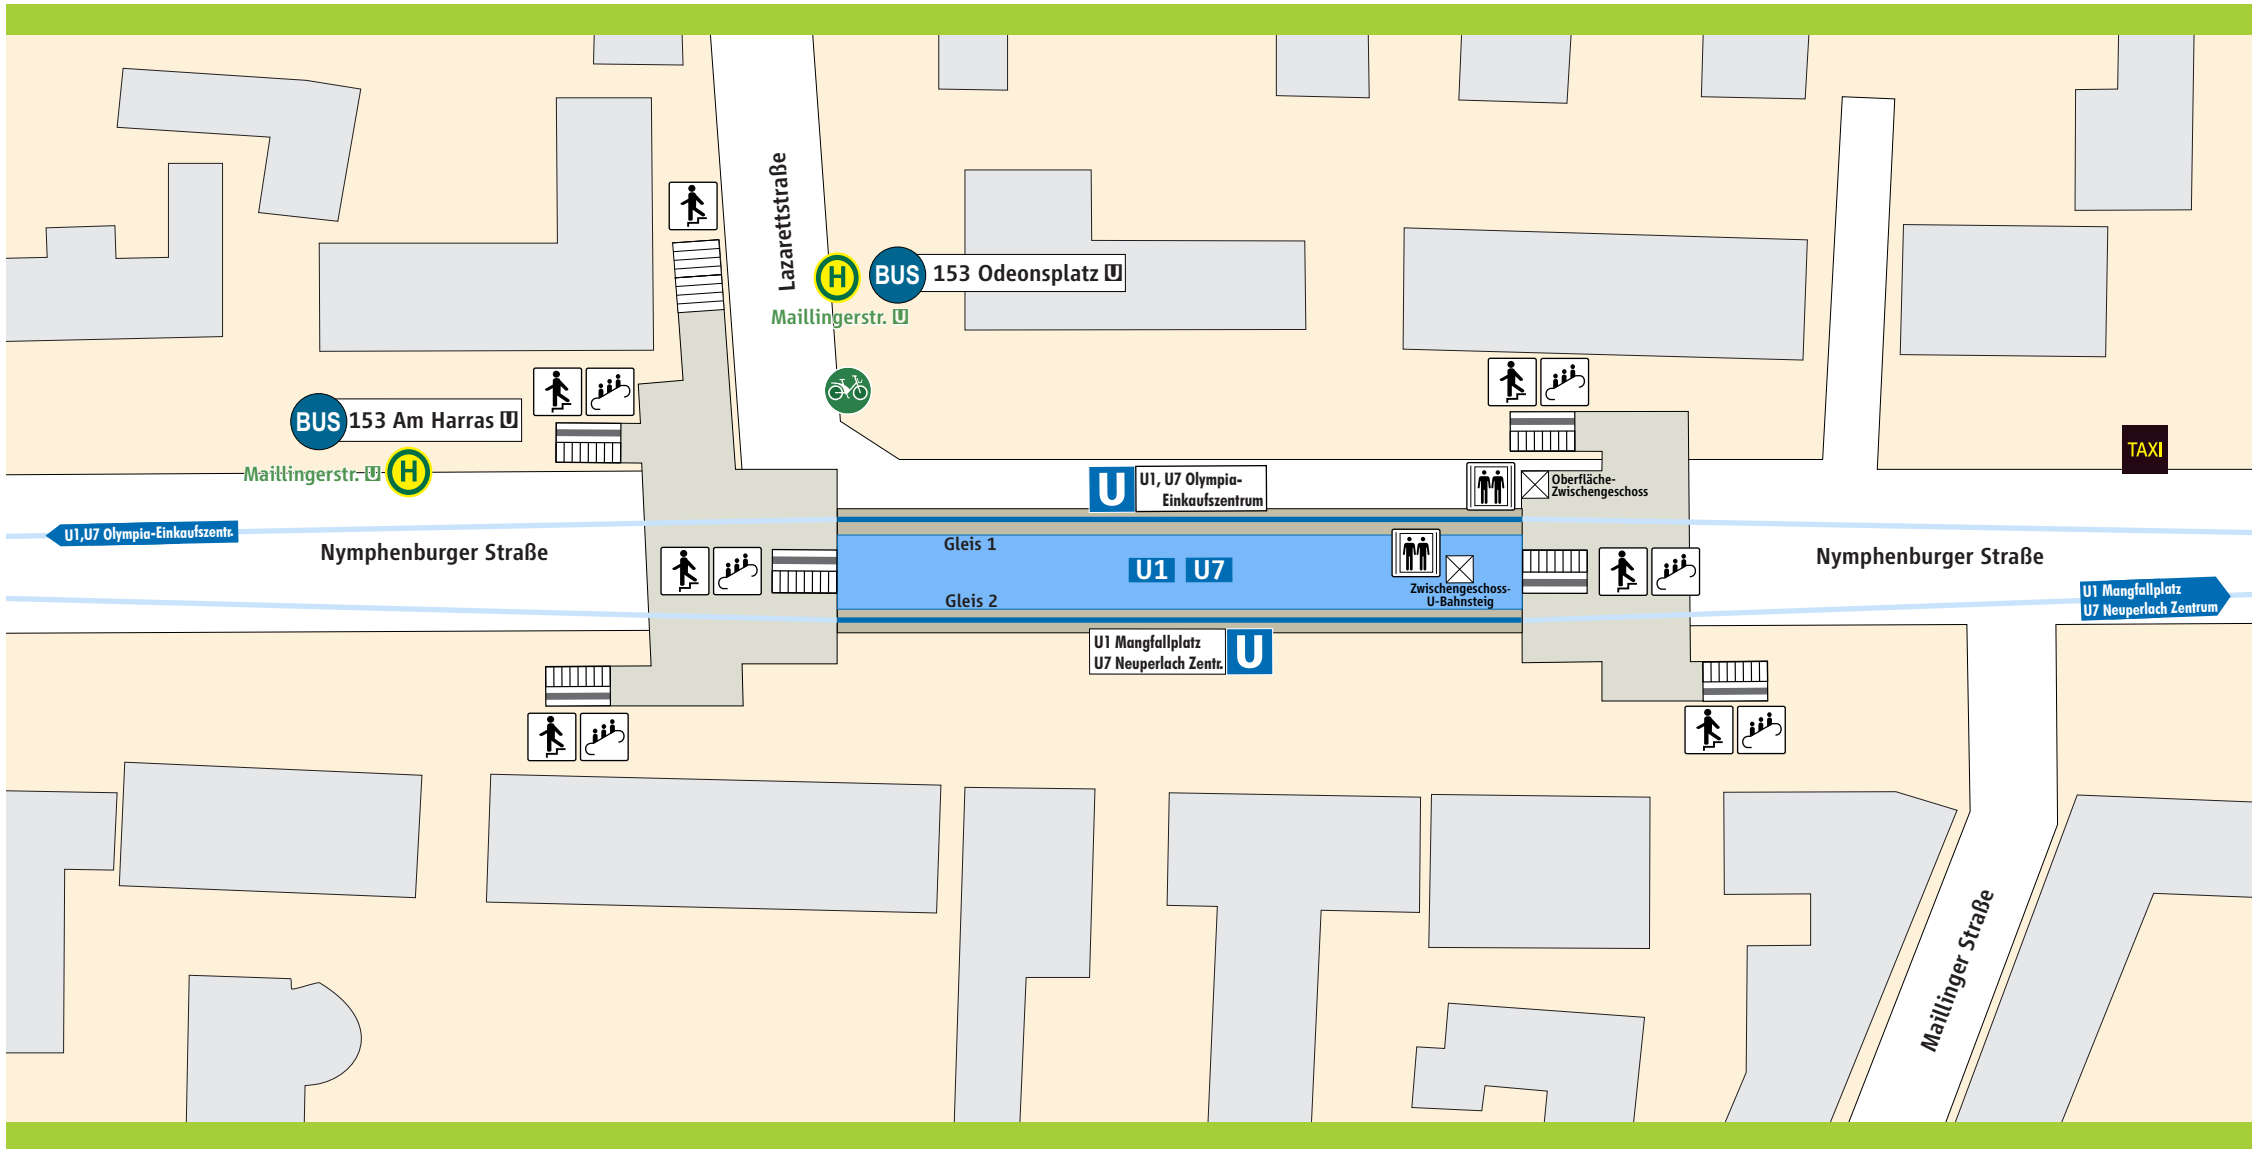 Lazarettstraße
H
BUS
153 Odeonsplatz U
Maillingerstr. U
BUS
153 Am Harras U
Maillingerstr. U
H
TAXI
U
U1, U7 Olympia-
Einkaufszentrum
Oberfläche-
Zwischengeschoss
U1,U7 Olympia-Einkaufszentr.
Nymphenburger Straße
Gleis 1
U1 U7
Nymphenburger Straße
Zwischengeschoss-
U-Bahnsteig
Gleis 2
U1 Mangfallplatz
U7 Neuperlach Zentrum
U1 Mangfallplatz
U7 Neuperlach Zentr.
U
Maillinger Straße